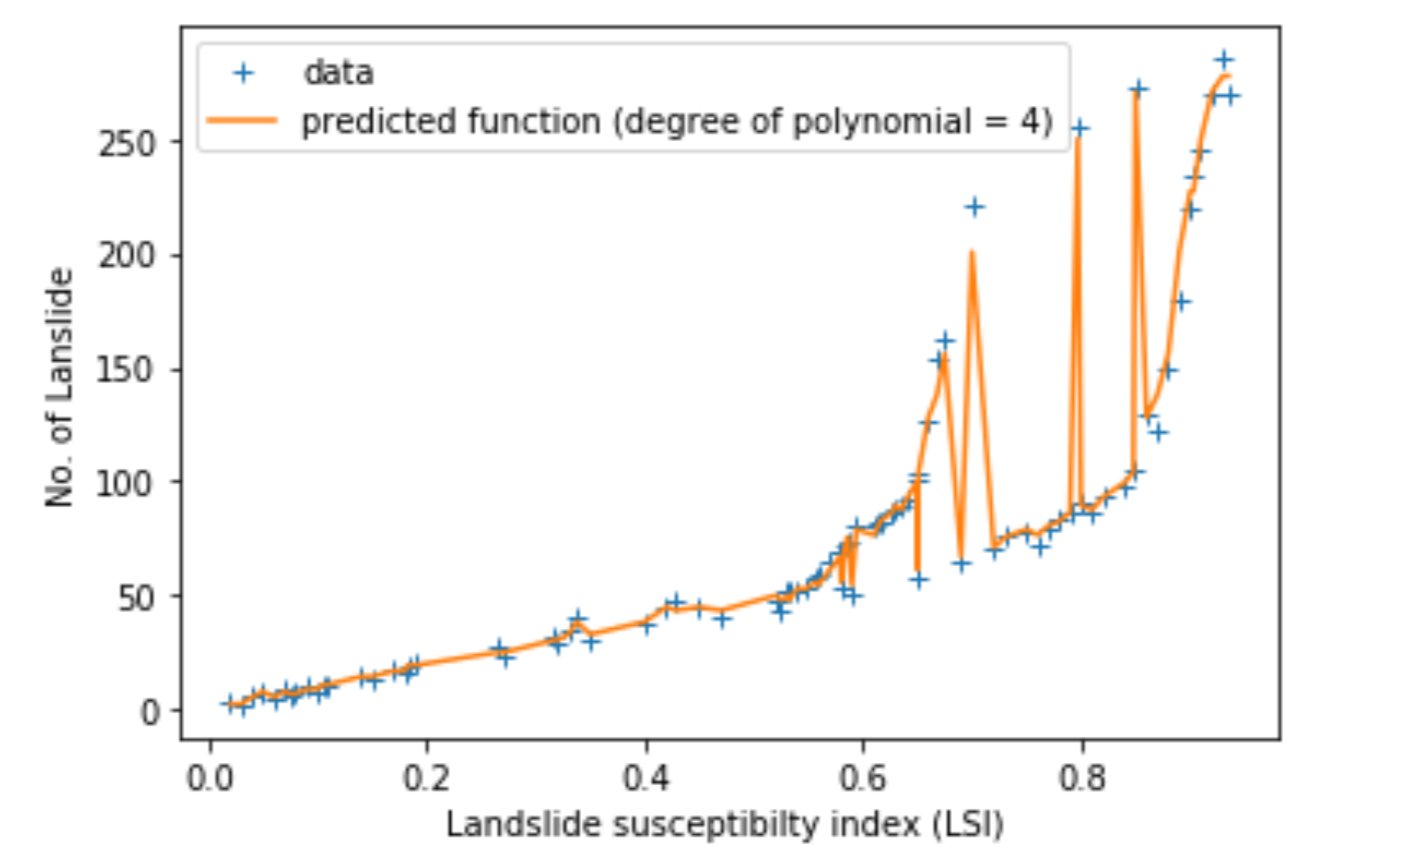 data
predicted function (degree of polynomial = 4)
250
200
150
100
50
0
No. of Lanslide
0.0 0.2 0.4 0.6 0.8
Landslide susceptibilty index (LSI)